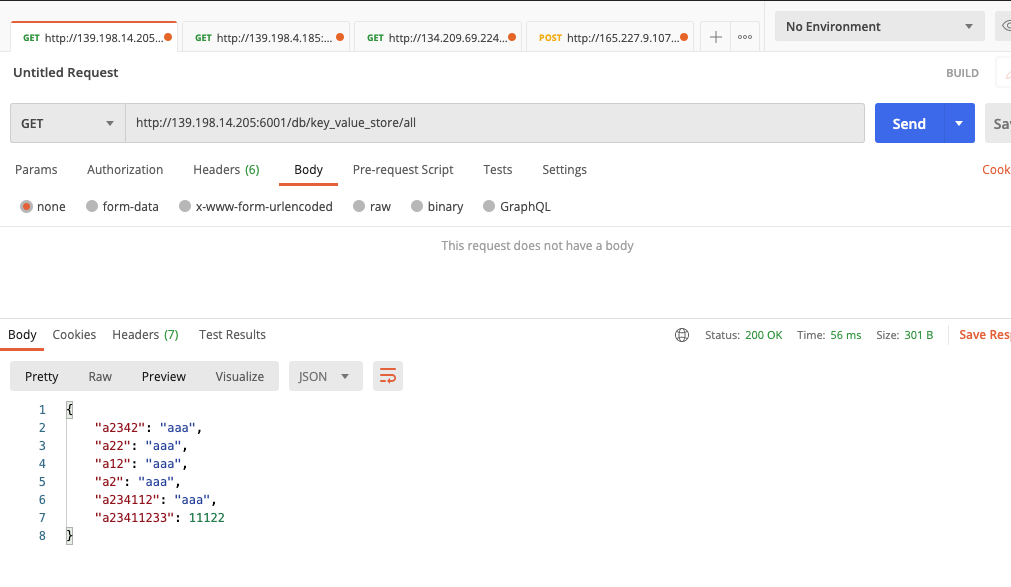 GET http://139.198.14.205... GET http://139.198.4.185:... GET http://134.209.69.224... POST http://165.227.9.107... No Environment
Untitled Request BUILD
GET http://139.198.14.205:6001/db/key_value_store/all Send Sav
Params Authorization Headers (6) Body Pre-request Script Tests Settings Cook
none form-data x-www-form-urlencoded raw binary GraphQL
This request does not have a body
Body Cookies Headers (7) Test Results Status: 200 OK Time: 56 ms Size: 301 B Save Resp
Pretty Raw Preview Visualize JSON
1 {
2 "a2342": "aaa",
3 "a22": "aaa",
4 "a12": "aaa",
5 "a2": "aaa",
6 "a234112": "aaa",
7 "a23411233": 11122
8 }